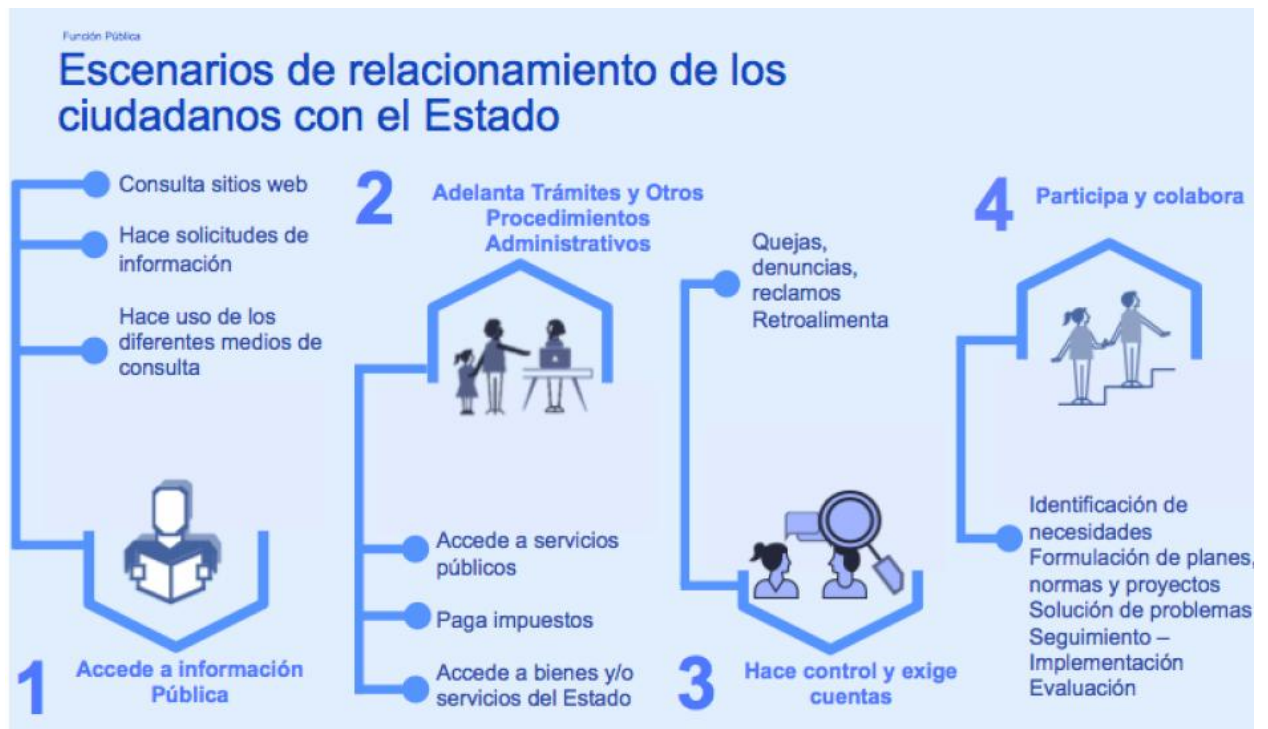 Función Pública
Escenarios de relacionamiento de los
ciudadanos con el Estado
Consulta sitios web
Hace solicitudes de
información
Hace uso de los
diferentes medios de
consulta
1
Accede a información
Pública
2
Adelanta Trámites y Otros
Procedimientos
Administrativos
Accede a servicios
públicos
Paga impuestos
Accede a bienes y/o
servicios del Estado
Quejas,
denuncias,
reclamos
Retroalimenta
3
Hace control y exige
cuentas
4
Participa y colabora
Identificación de
necesidades
Formulación de planes,
normas y proyectos
Solución de problemas
Seguimiento –
Implementación
Evaluación